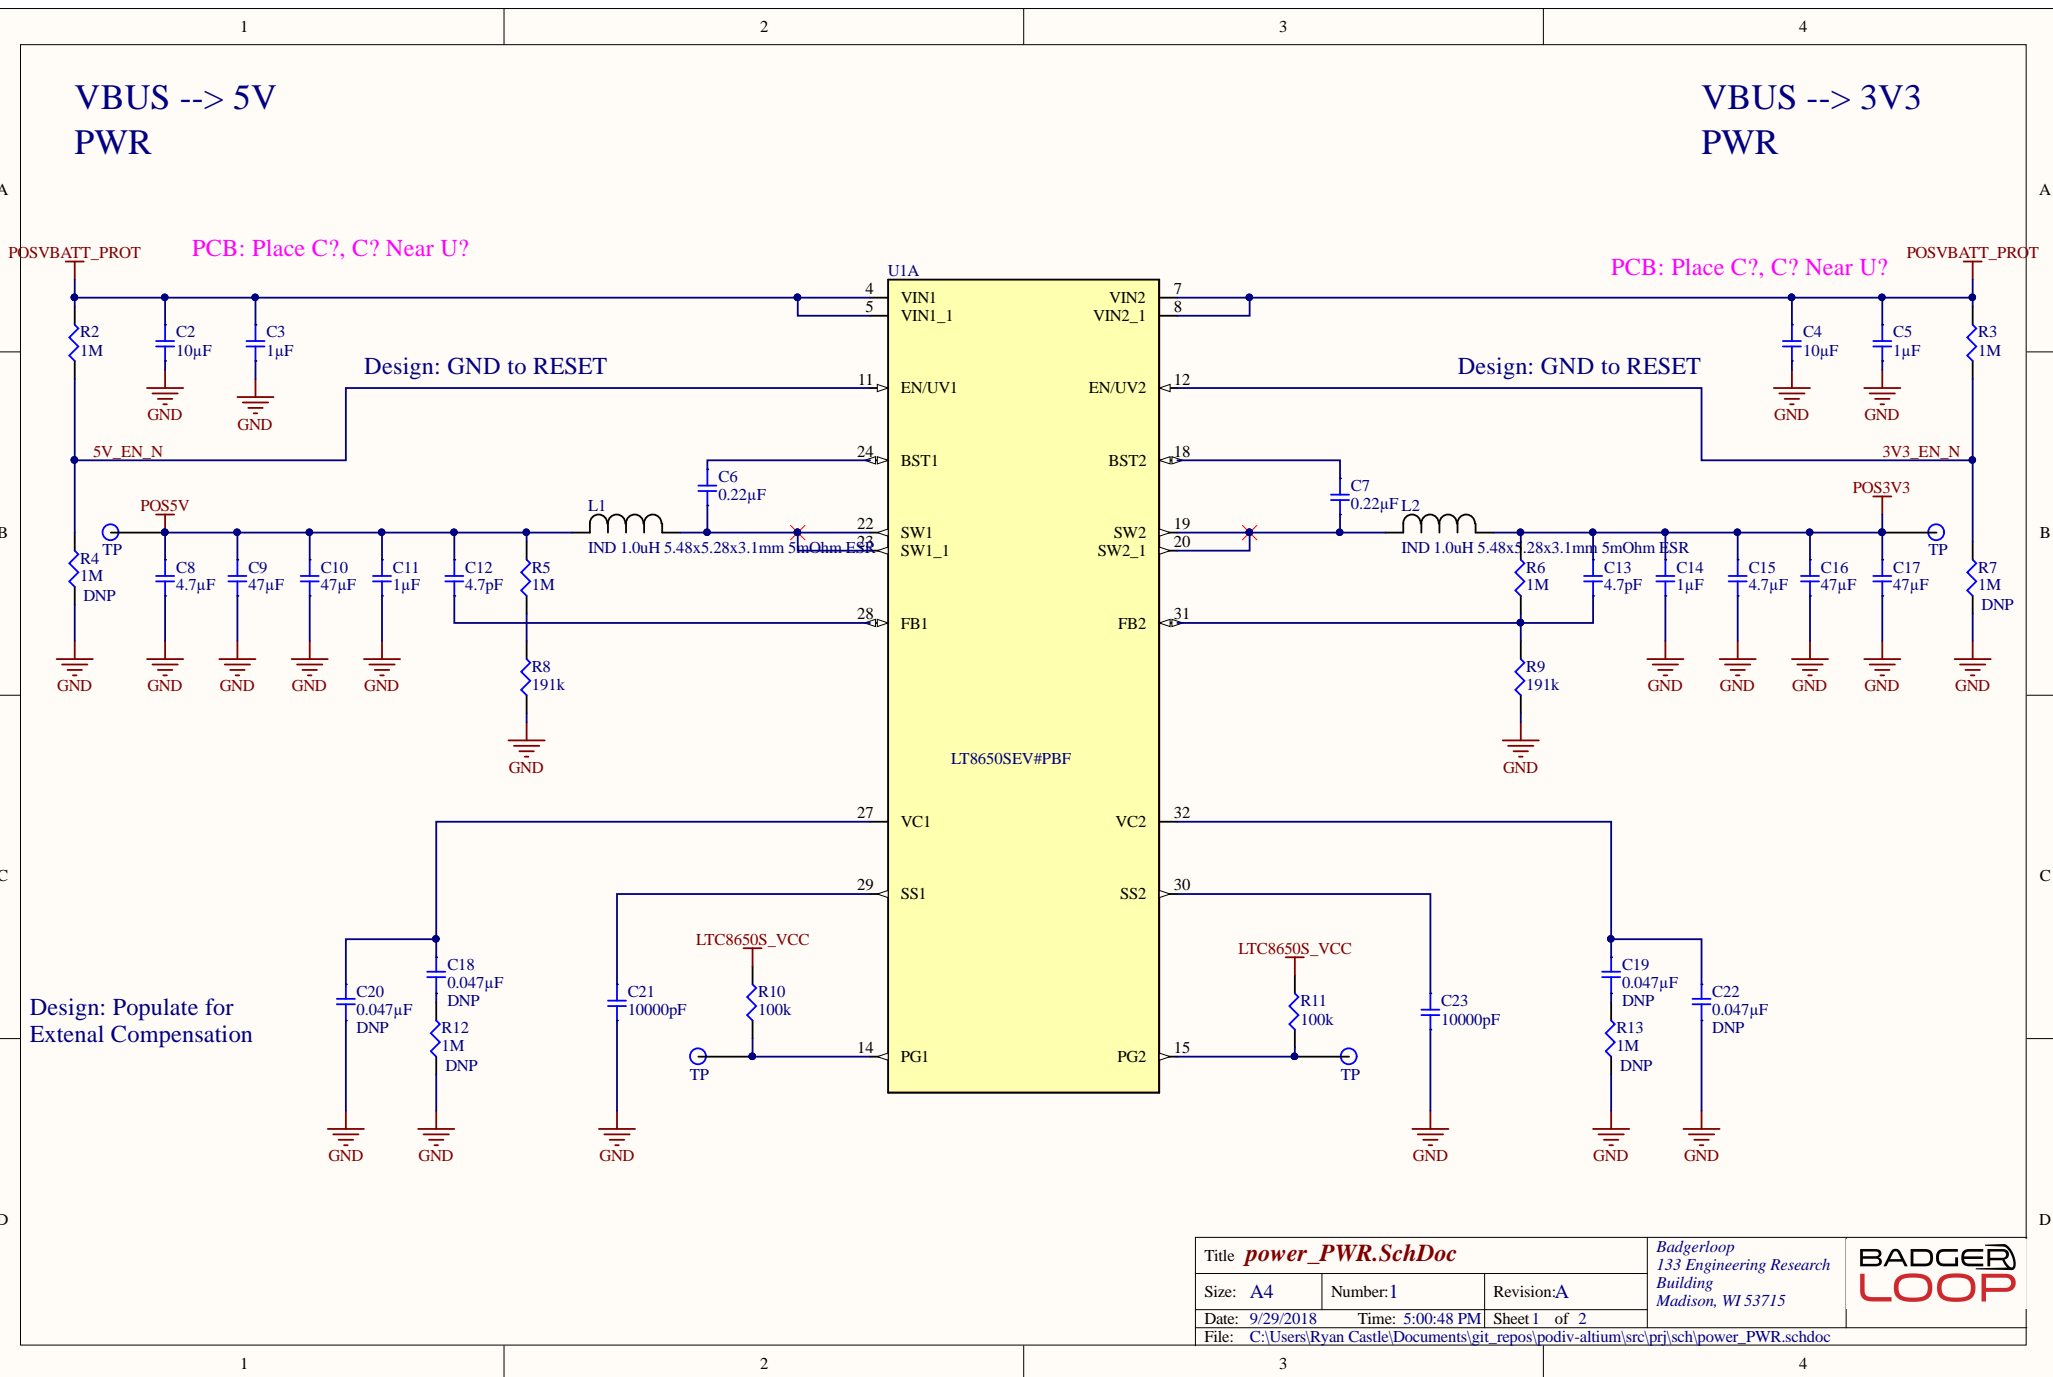 1
2
3
4
VBUS --> 5V
PWR
VBUS --> 3V3
PWR
A
A
POSVBATT_PROT
PCB: Place C?, C? Near U?
PCB: Place C?, C? Near U?
POSVBATT_PROT
U1A
4
VIN1
VIN2
7
5
VIN1_1
VIN2_1
8
R2
1M
C2
10µF
C3
1µF
C4
10µF
C5
1µF
R3
1M
Design: GND to RESET
Design: GND to RESET
11
EN/UV1
EN/UV2
12
GND
GND
GND
GND
5V_EN_N
24
BST1
BST2
18
3V3_EN_N
C6
0.22µF
C7
0.22µF
POS5V
L1
L2
POS3V3
B
B
TP
22
SW1
SW2
19
TP
23
SW1_1
SW2_1
20
IND 1.0uH 5.48x5.28x3.1mm 5mOhm ESR
IND 1.0uH 5.48x5.28x3.1mm 5mOhm ESR
R4
1M
DNP
C8
4.7µF
C9
47µF
C10
47µF
C11
1µF
C12
4.7pF
R5
1M
R6
1M
C13
4.7pF
C14
1µF
C15
4.7µF
C16
47µF
C17
47µF
R7
1M
DNP
28
FB1
FB2
31
R8
191k
R9
191k
GND
GND
GND
GND
GND
GND
GND
GND
GND
GND
GND
GND
LT8650SEV#PBF
27
VC1
VC2
32
C
C
29
SS1
SS2
30
LTC8650S_VCC
LTC8650S_VCC
Design: Populate for
Extenal Compensation
C20
0.047µF
DNP
C18
0.047µF
DNP
R12
1M
DNP
C21
10000pF
R10
100k
R11
100k
C23
10000pF
C19
0.047µF
DNP
R13
1M
DNP
C22
0.047µF
DNP
TP
14
PG1
PG2
15
TP
GND
GND
GND
GND
GND
GND
D
D
Title power_PWR.SchDoc
Size: A4
Number:1
Revision:A
Date: 9/29/2018
Time: 5:00:48 PM
Sheet 1 of 2
File: C:\Users\Ryan Castle\Documents\git_repos\podiv-altium\src\prj\sch\power_PWR.schdoc
Badgerloop
133 Engineering Research
Building
Madison, WI 53715
BADGER
LOOP
1
2
3
4